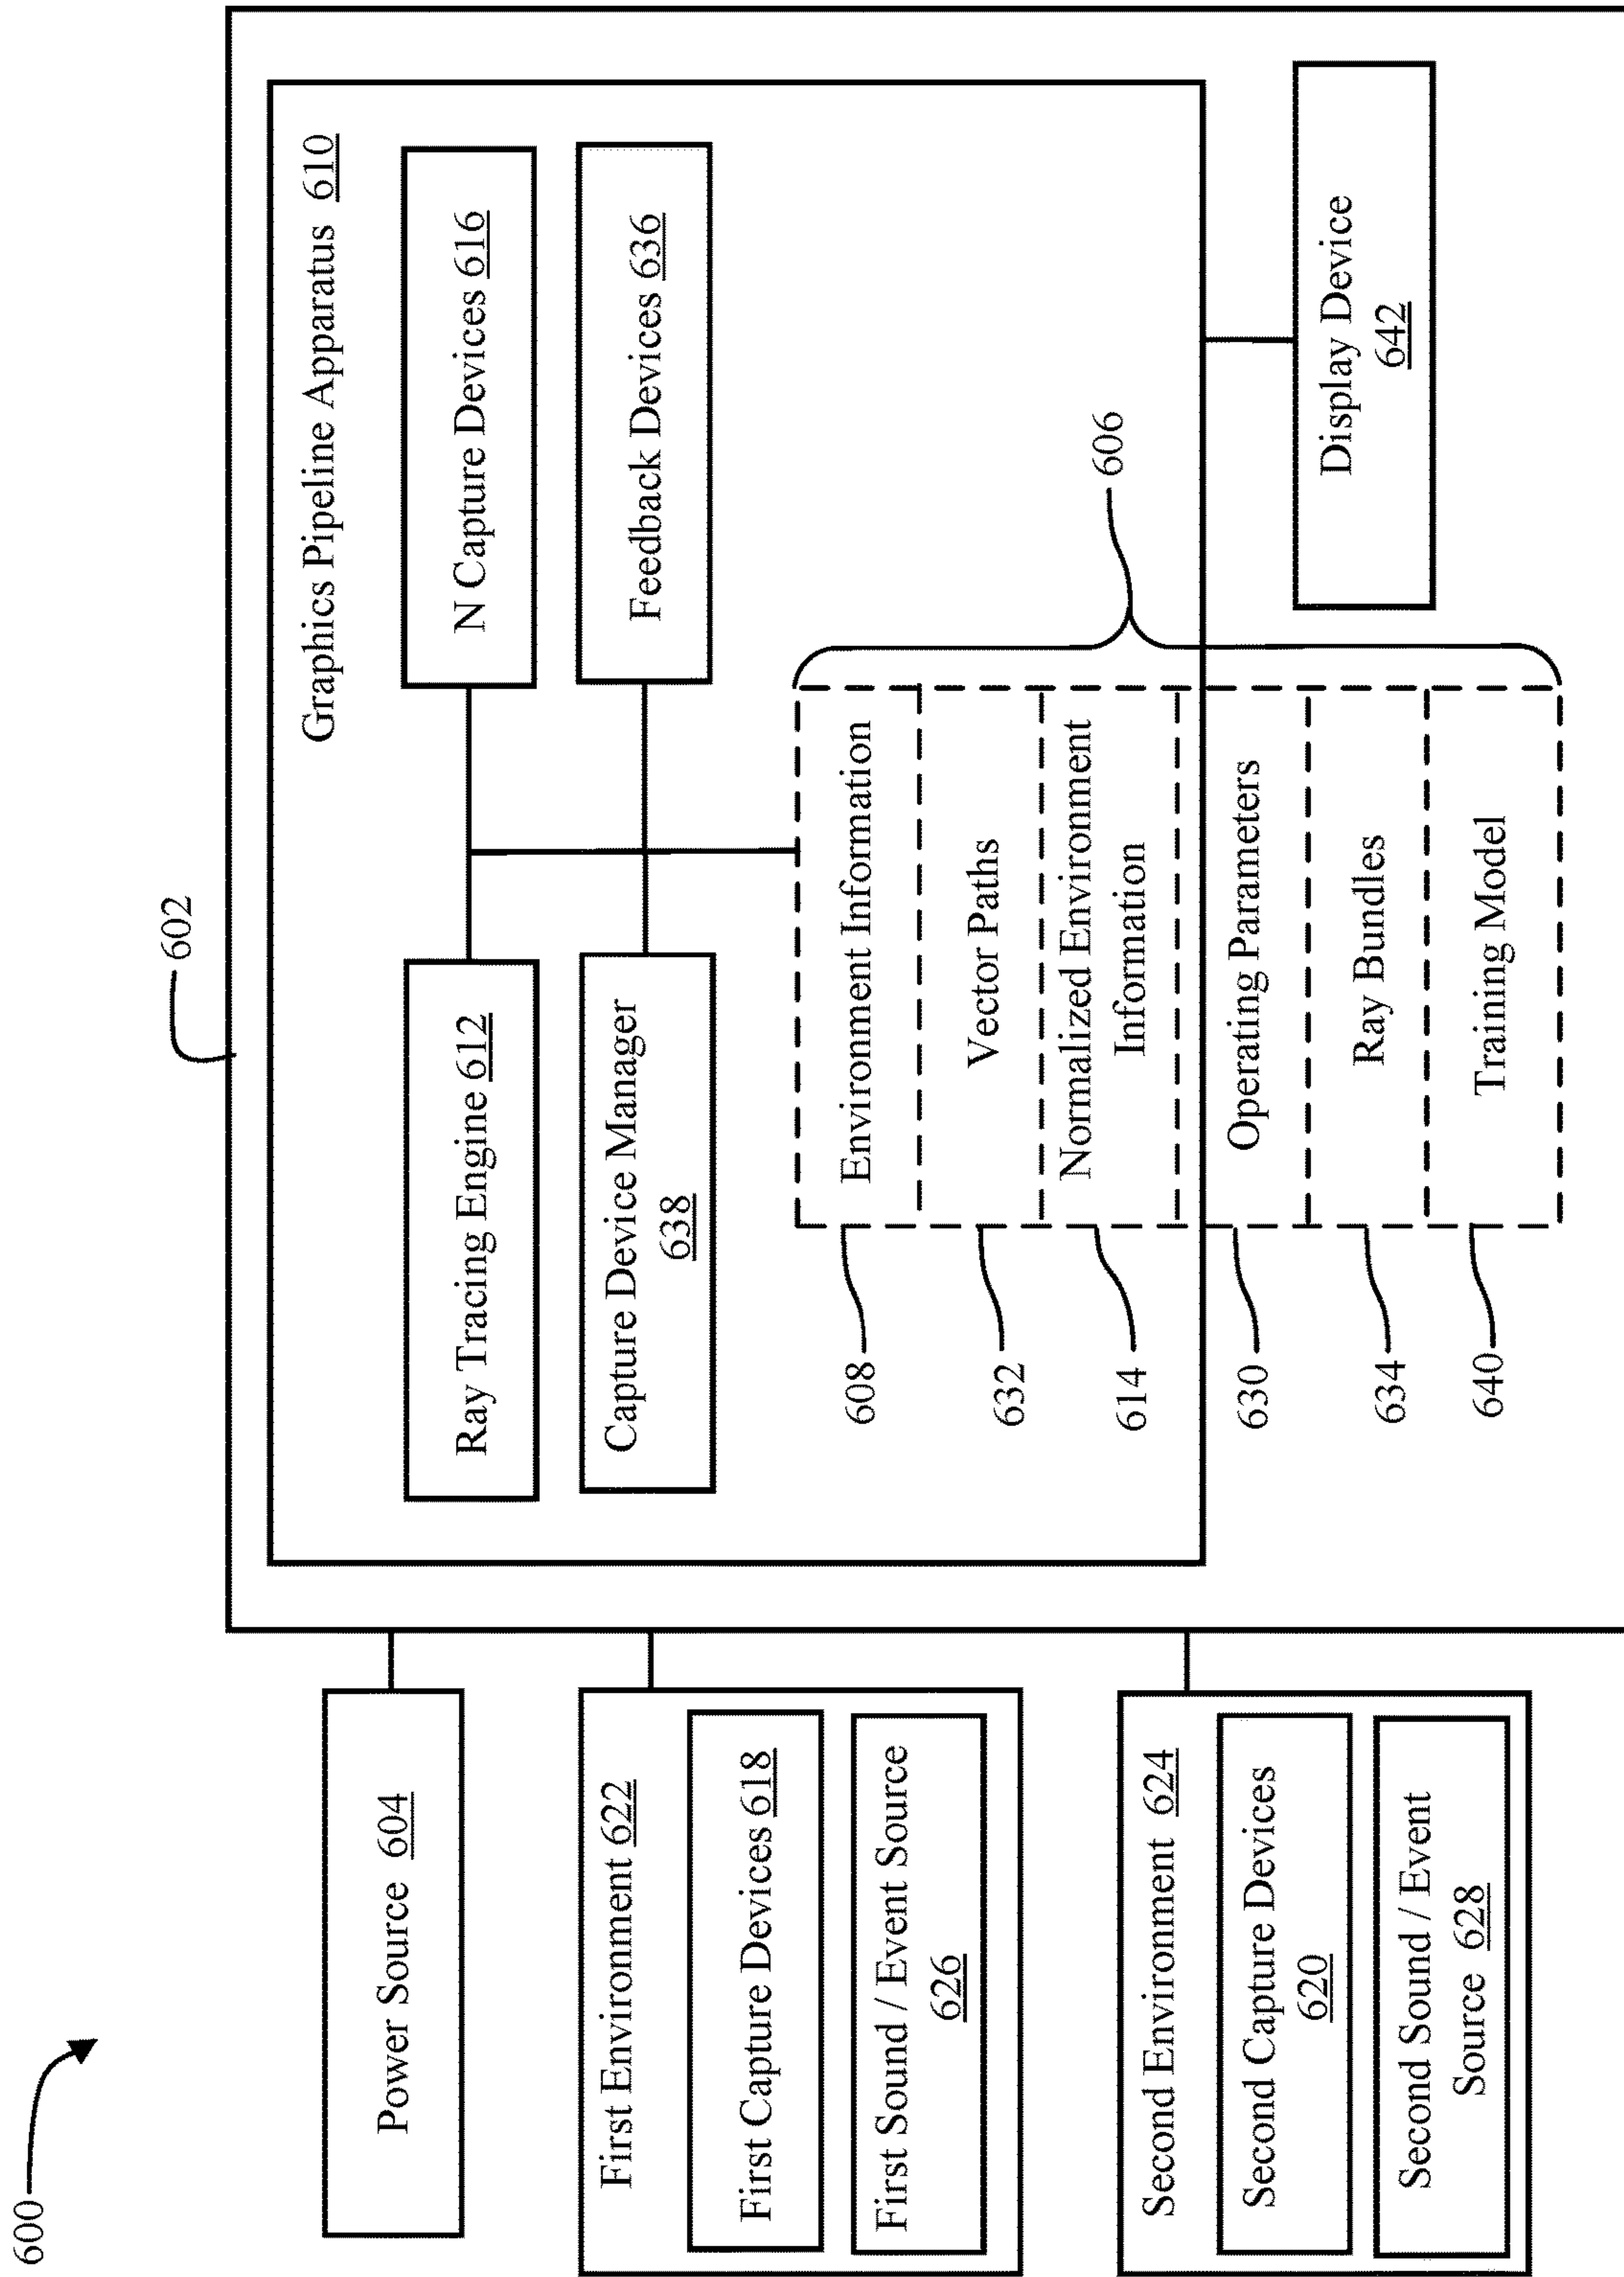 600
602
Power Source 604
First Environment 622
First Capture Devices 618
First Sound / Event Source
626
Second Environment 624
Second Capture Devices
620
Second Sound / Event
Source 628
Graphics Pipeline Apparatus 610
Ray Tracing Engine 612
N Capture Devices 616
Capture Device Manager
638
Feedback Devices 636
608
Environment Information
632
Vector Paths
614
Normalized Environment
Information
630
Operating Parameters
634
Ray Bundles
640
Training Model
606
Display Device
642